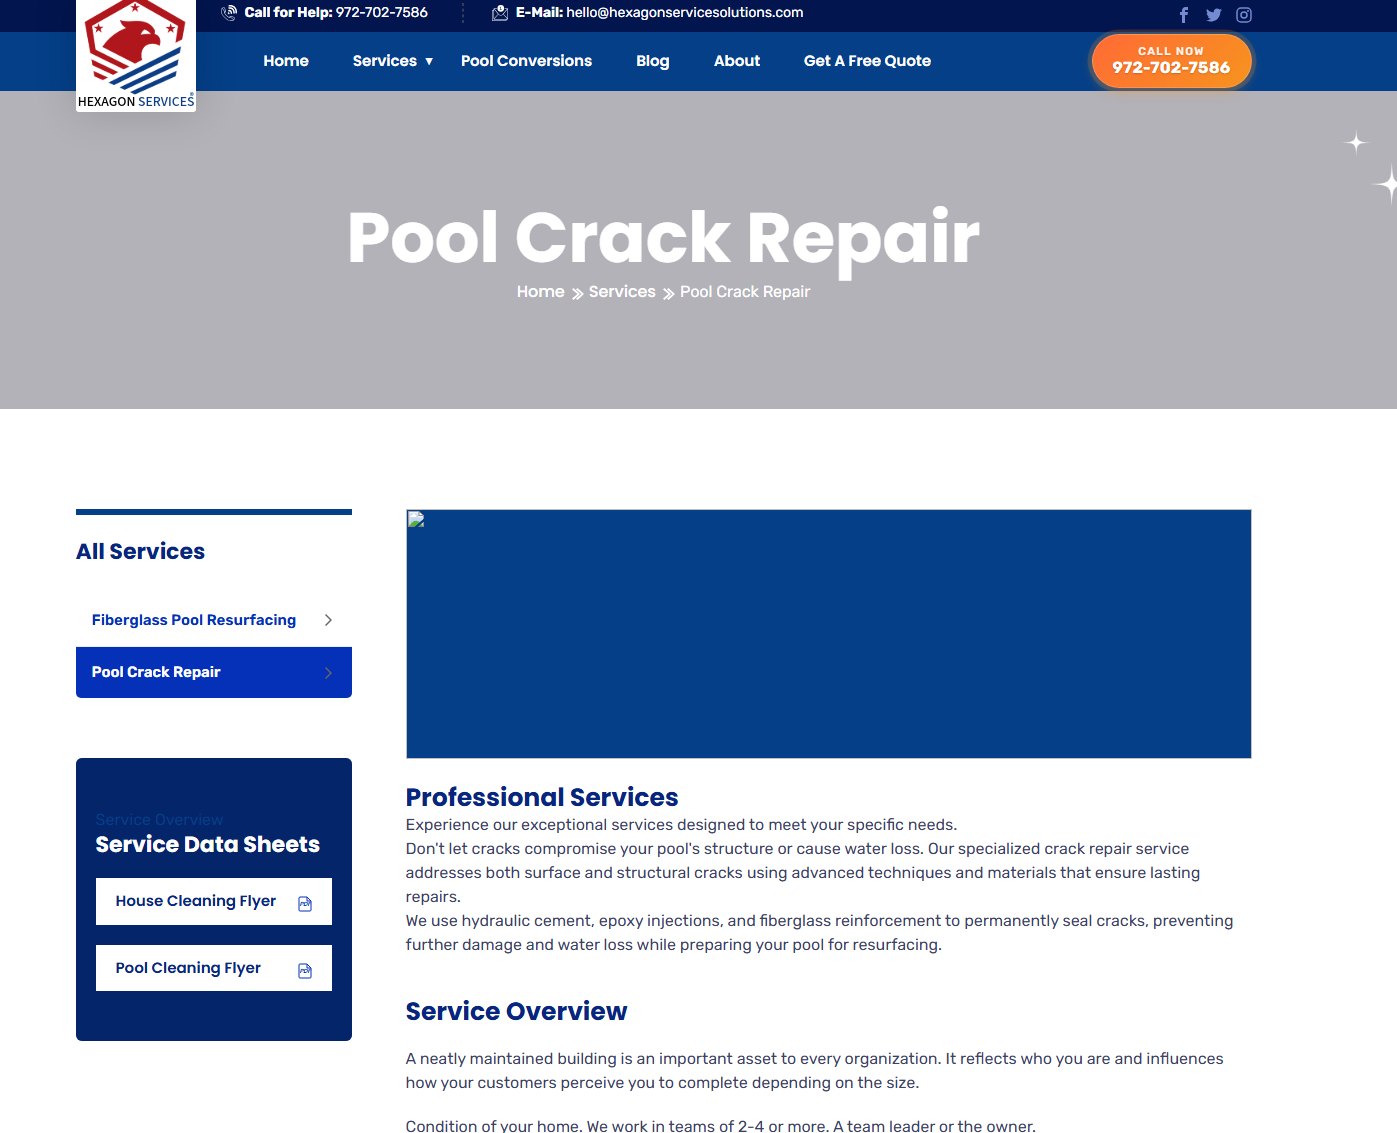 Call for Help: 972-702-7586
E-Mail: hello@hexagonservicesolutions.com
HEXAGON SERVICES
Home
Services
Pool Conversions
Blog
About
Get A Free Quote
CALL NOW
972-702-7586
Pool Crack Repair
Home
Services
Pool Crack Repair
All Services
Fiberglass Pool Resurfacing
Pool Crack Repair
Service Overview
Service Data Sheets
House Cleaning Flyer
Pool Cleaning Flyer
Professional Services
Experience our exceptional services designed to meet your specific needs.
Don't let cracks compromise your pool's structure or cause water loss. Our specialized crack repair service
addresses both surface and structural cracks using advanced techniques and materials that ensure lasting
repairs.
We use hydraulic cement, epoxy injections, and fiberglass reinforcement to permanently seal cracks, preventing
further damage and water loss while preparing your pool for resurfacing.
Service Overview
A neatly maintained building is an important asset to every organization. It reflects who you are and influences
how your customers perceive you to complete depending on the size.
Condition of your home. We work in teams of 2-4 or more. A team leader or the owner.